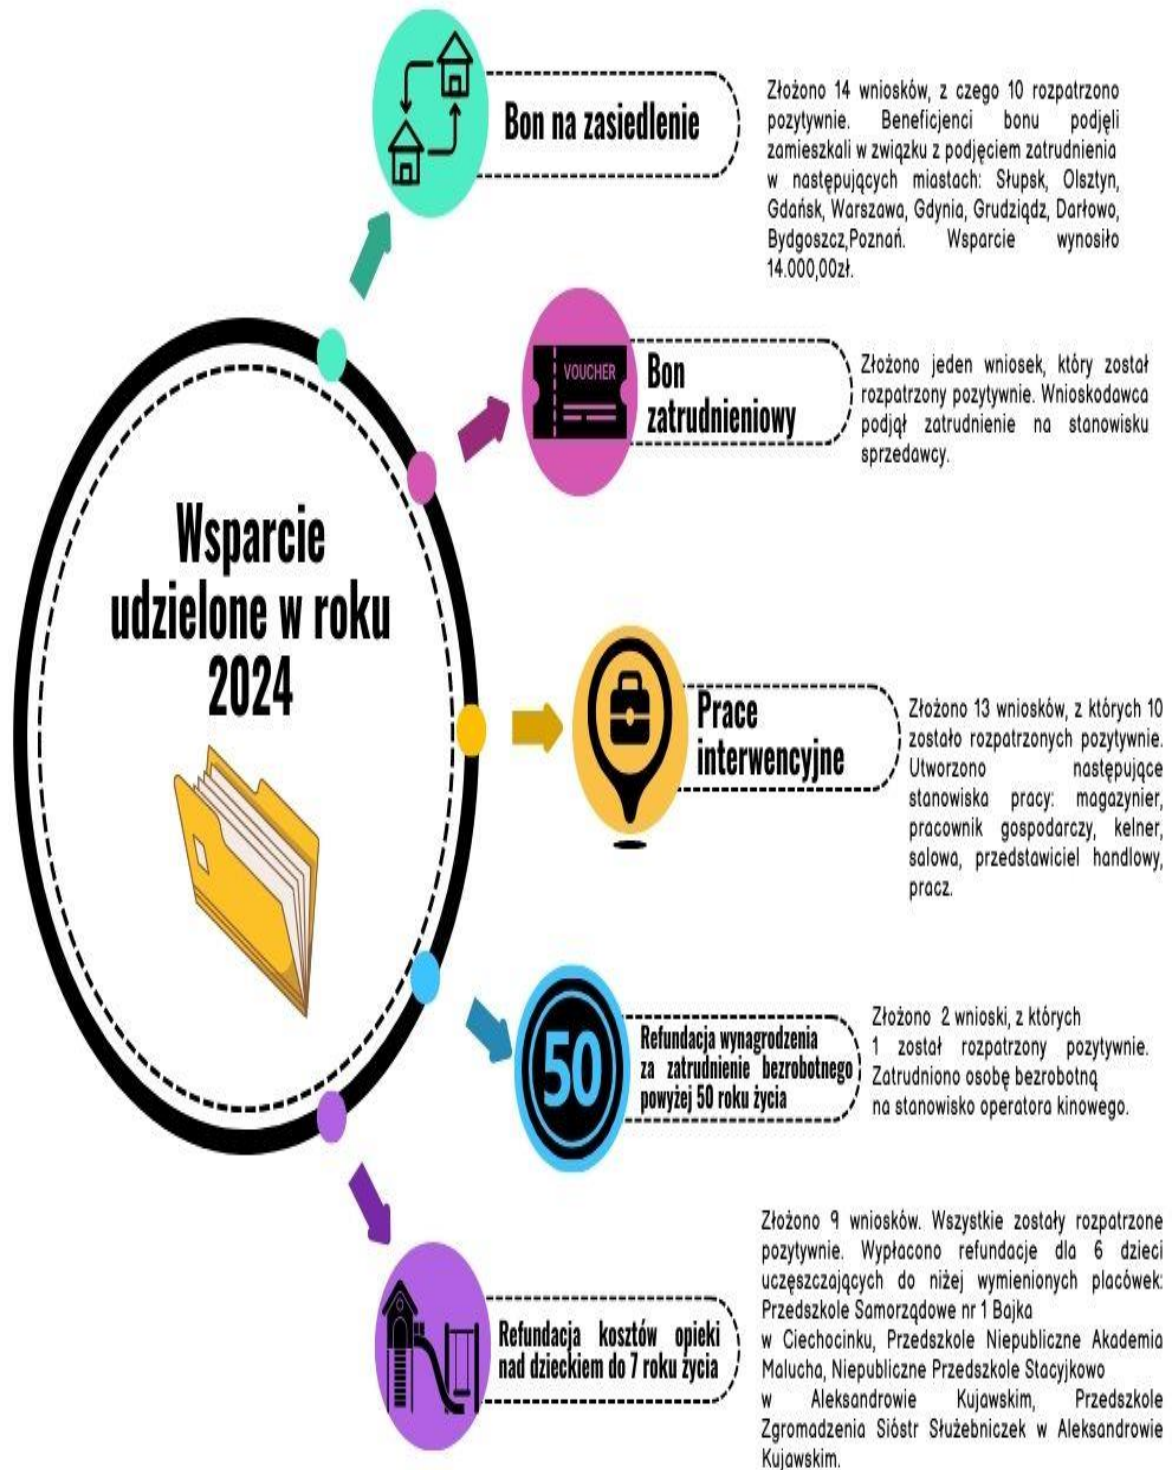 Bon na zasiedlenie
Złożono 14 wniosków, z czego 10 rozpatrzono
pozytywnie. Beneficjenci bonu podjęli
zamieszkali w związku z podjęciem zatrudnienia
w następujących miastach: Słupsk, Olsztyn,
Gdańsk, Warszawa, Gdynia, Grudziądz, Darłowo,
Bydgoszcz,Poznań. Wsparcie wynosiło
14.000,00zł.
VOUCHER
Bon
zatrudnieniowy
Złożono jeden wniosek, który został
rozpatrzony pozytywnie. Wnioskodawca
podjął zatrudnienie na stanowisku
sprzedawcy.
Wsparcie
udzielone w roku
2024
Prace
interwencyjne
Złożono 13 wniosków, z których 10
zostało rozpatrzonych pozytywnie.
Utworzono następujące
stanowiska pracy: magazynier,
pracownik gospodarczy, kelner,
salowa, przedstawiciel handlowy,
pracz.
50
Refundacja wynagrodzenia
za zatrudnienie bezrobotnego
powyżej 50 roku życia
Złożono 2 wnioski, z których
1 został rozpatrzony pozytywnie.
Zatrudniono osobę bezrobotną
na stanowisko operatora kinowego.
Refundacja kosztów opieki
nad dzieckiem do 7 roku życia
Złożono 9 wniosków. Wszystkie zostały rozpatrzone
pozytywnie. Wypłacono refundacje dla 6 dzieci
uczęszczających do niżej wymienionych placówek:
Przedszkole Samorządowe nr 1 Bajka
w Ciechocinku, Przedszkole Niepubliczne Akademia
Malucha, Niepubliczne Przedszkole Stacyjkowo
w Aleksandrowie Kujawskim, Przedszkole
Zgromadzenia Sióstr Służebniczek w Aleksandrowie
Kujawskim.